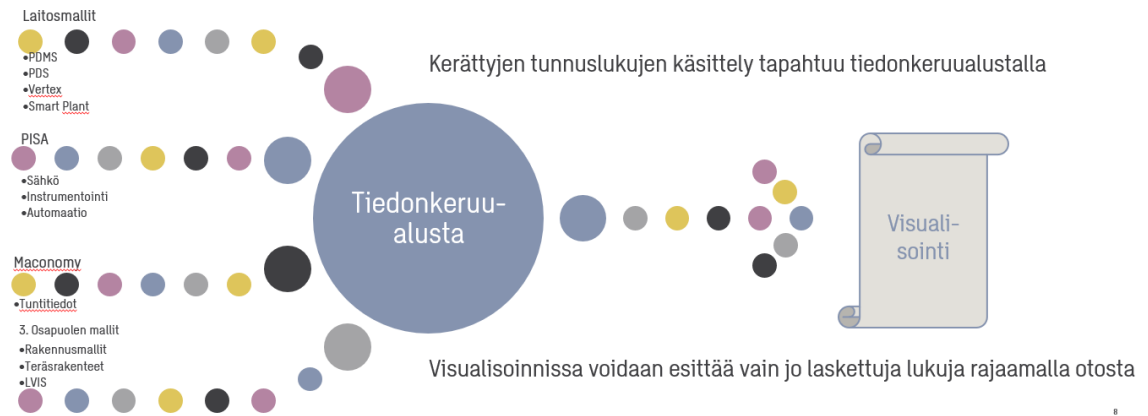 Laitosmallit
•PDMS
•PDS
•Vertex
•Smart Plant
PISA
•Sähkö
•Instrumentointi
•Automaatio
Maconomy
•Tuntitiedot
3. Osapuolen mallit
•Rakennusmallit
•Teräsrakenteet
•LVIS
Tiedonkeruu-
alusta
Kerättyjen tunnuslukujen käsittely tapahtuu tiedonkeruualustalla
Visuali-
sointi
Visualisoinnissa voidaan esittää vain jo laskettuja lukuja rajaamalla otosta
8